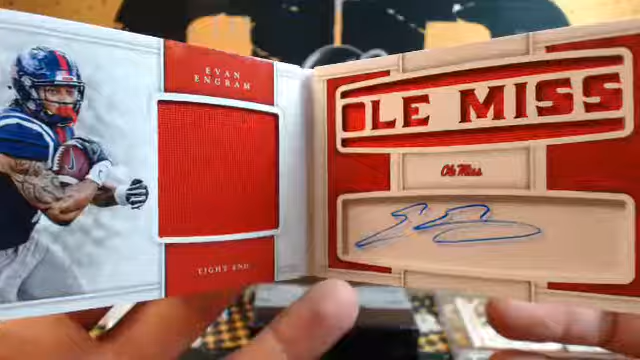 EVAN
ENGRAM
TIGHT END
OLE MISS
Ole Miss